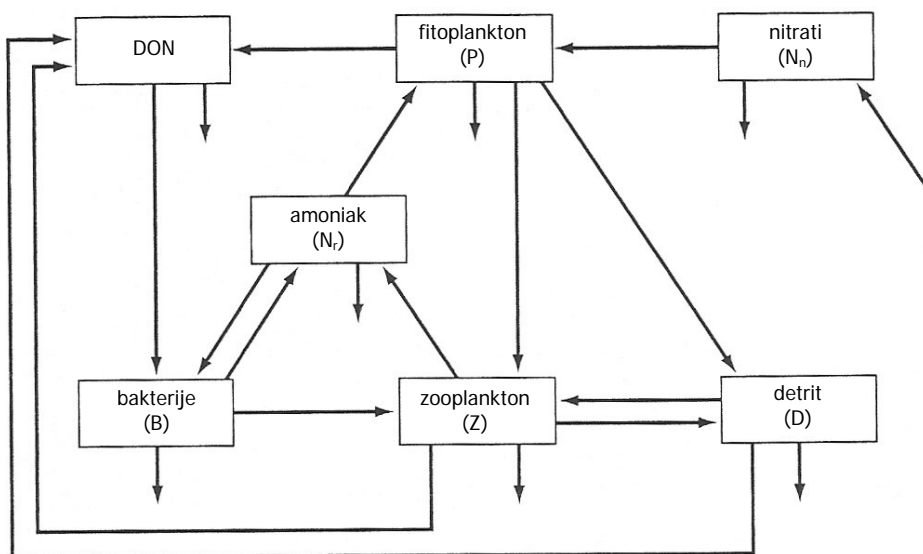 DON
fitoplankton
(P)
nitrati
(Nₙ)
amoniak
(Nᵣ)
bakterije
(B)
zooplankton
(Z)
detrit
(D)